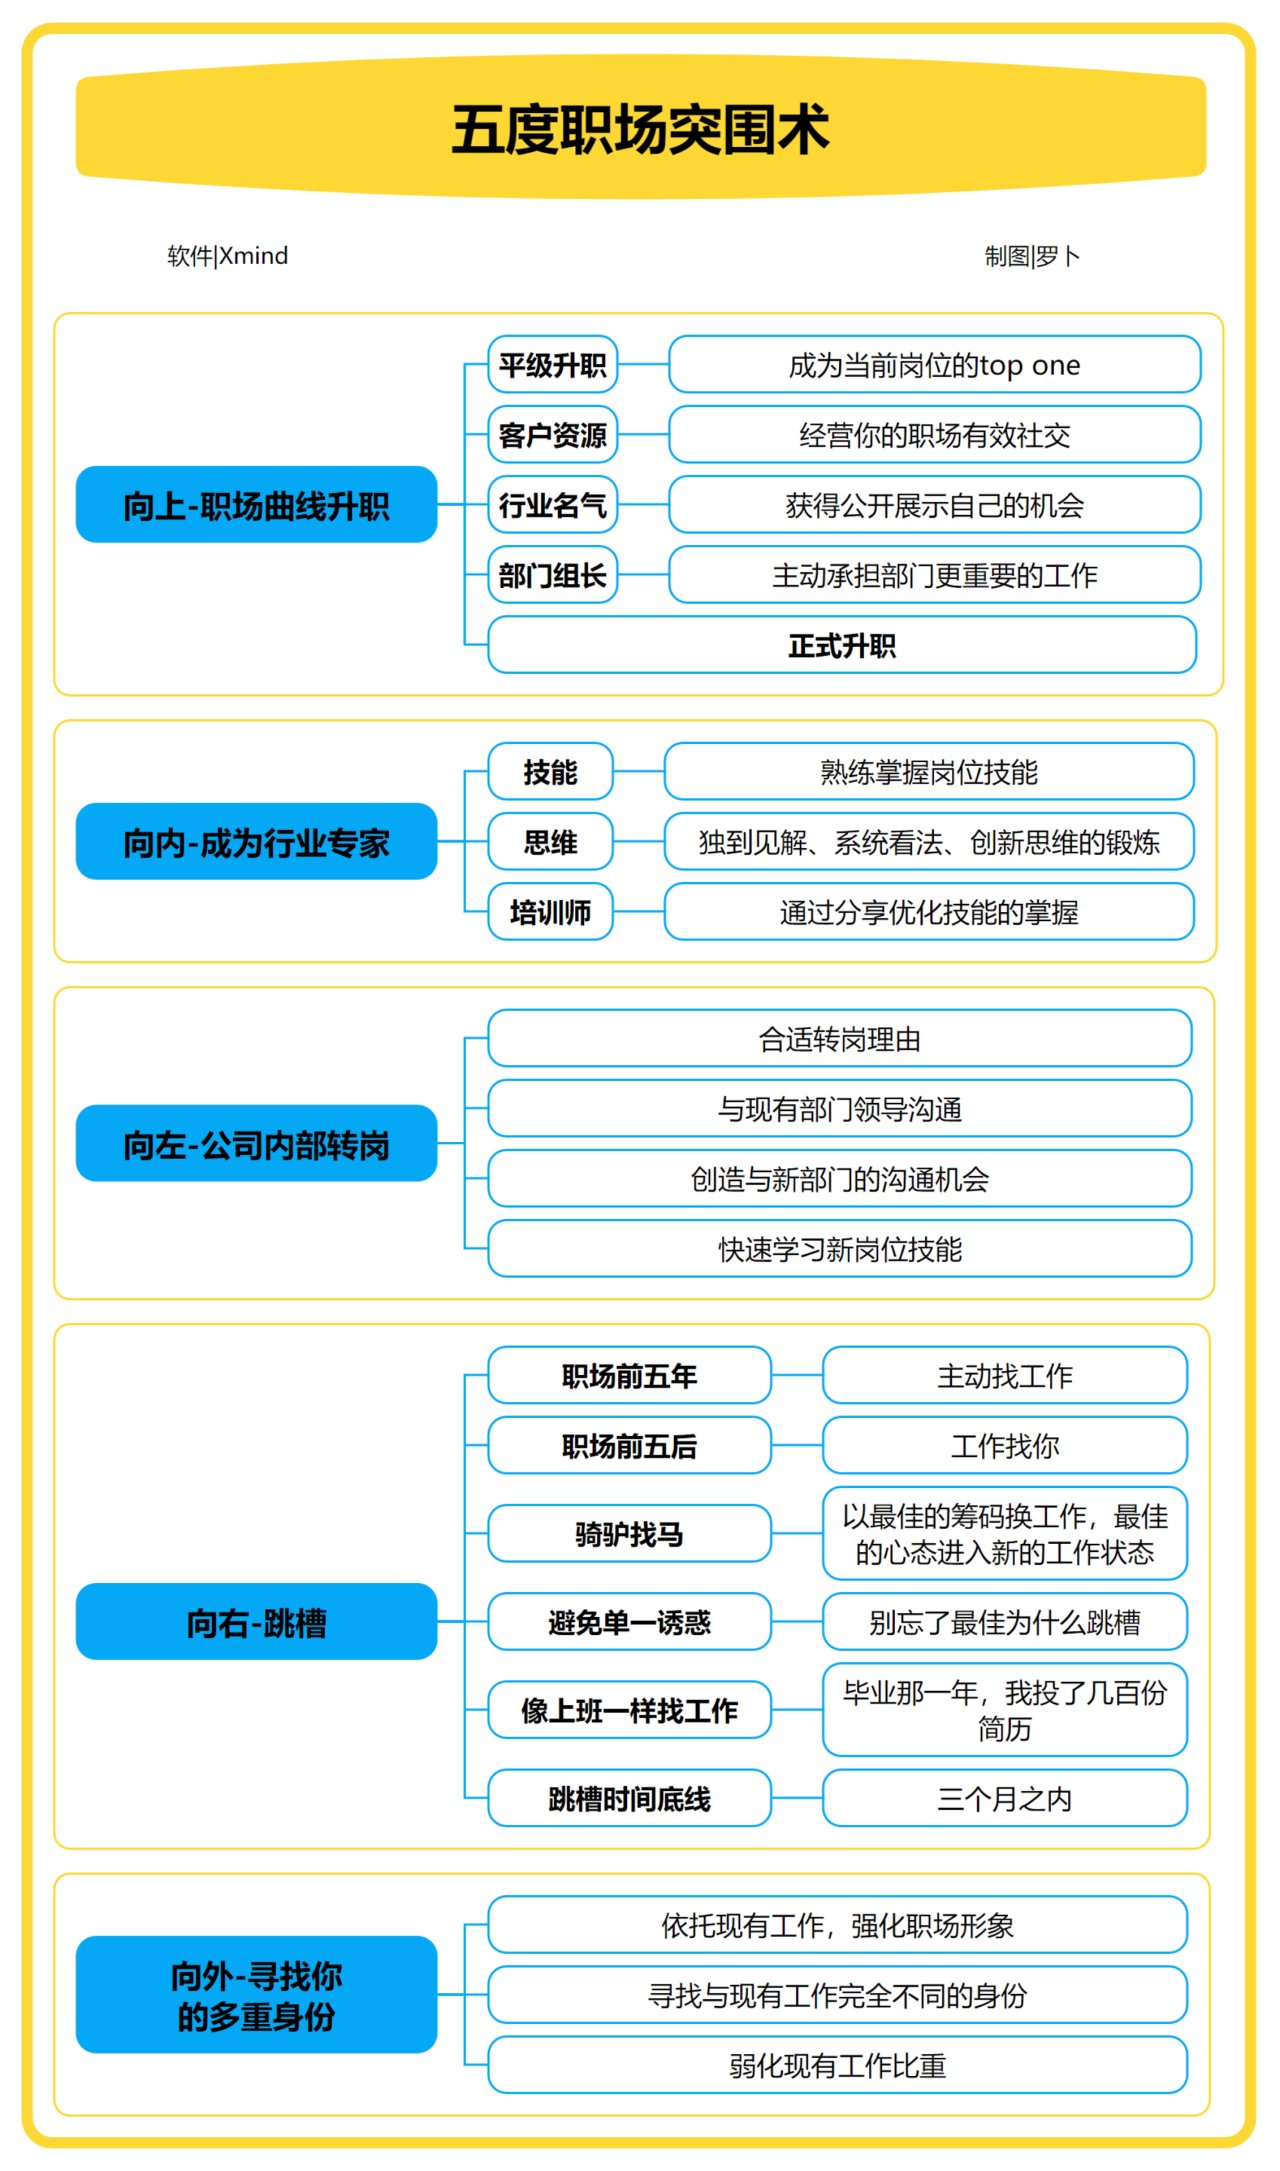 五度职场突围术
软件|Xmind
制图|罗卜
向上-职场曲线升职
平级升职
成为当前岗位的top one
客户资源
经营你的职场有效社交
行业名气
获得公开展示自己的机会
部门组长
主动承担部门更重要的工作
正式升职
向内-成为行业专家
技能
熟练掌握岗位技能
思维
独到见解、系统看法、创新思维的锻炼
培训师
通过分享优化技能的掌握
向左-公司内部转岗
合适转岗理由
与现有部门领导沟通
创造与新部门的沟通机会
快速学习新岗位技能
向右-跳槽
职场前五年
主动找工作
职场前五后
工作找你
骑驴找马
以最佳的筹码换工作，最佳
的心态进入新的工作状态
避免单一诱惑
别忘了最佳为什么跳槽
像上班一样找工作
毕业那一年，我投了几百份
简历
跳槽时间底线
三个月之内
向外-寻找你
的多重身份
依托现有工作，强化职场形象
寻找与现有工作完全不同的身份
弱化现有工作比重